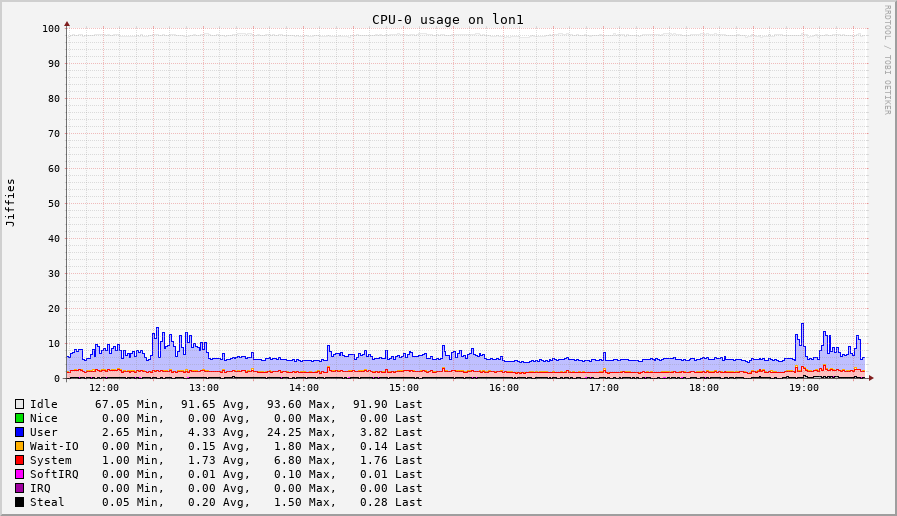 CPU-0 usage on lon1
RRDTOOL / TOBI OETIKER
Jiffies
100
90
80
70
60
50
40
30
20
10
0
12:00 13:00 14:00 15:00 16:00 17:00 18:00 19:00
Idle 67.05 Min, 91.65 Avg, 93.60 Max, 91.90 Last
Nice 0.00 Min, 0.00 Avg, 0.00 Max, 0.00 Last
User 2.65 Min, 4.33 Avg, 24.25 Max, 3.82 Last
Wait-IO 0.00 Min, 0.15 Avg, 1.80 Max, 0.14 Last
System 1.00 Min, 1.73 Avg, 6.80 Max, 1.76 Last
SoftIRQ 0.00 Min, 0.01 Avg, 0.10 Max, 0.01 Last
IRQ 0.00 Min, 0.00 Avg, 0.00 Max, 0.00 Last
Steal 0.05 Min, 0.20 Avg, 1.50 Max, 0.28 Last